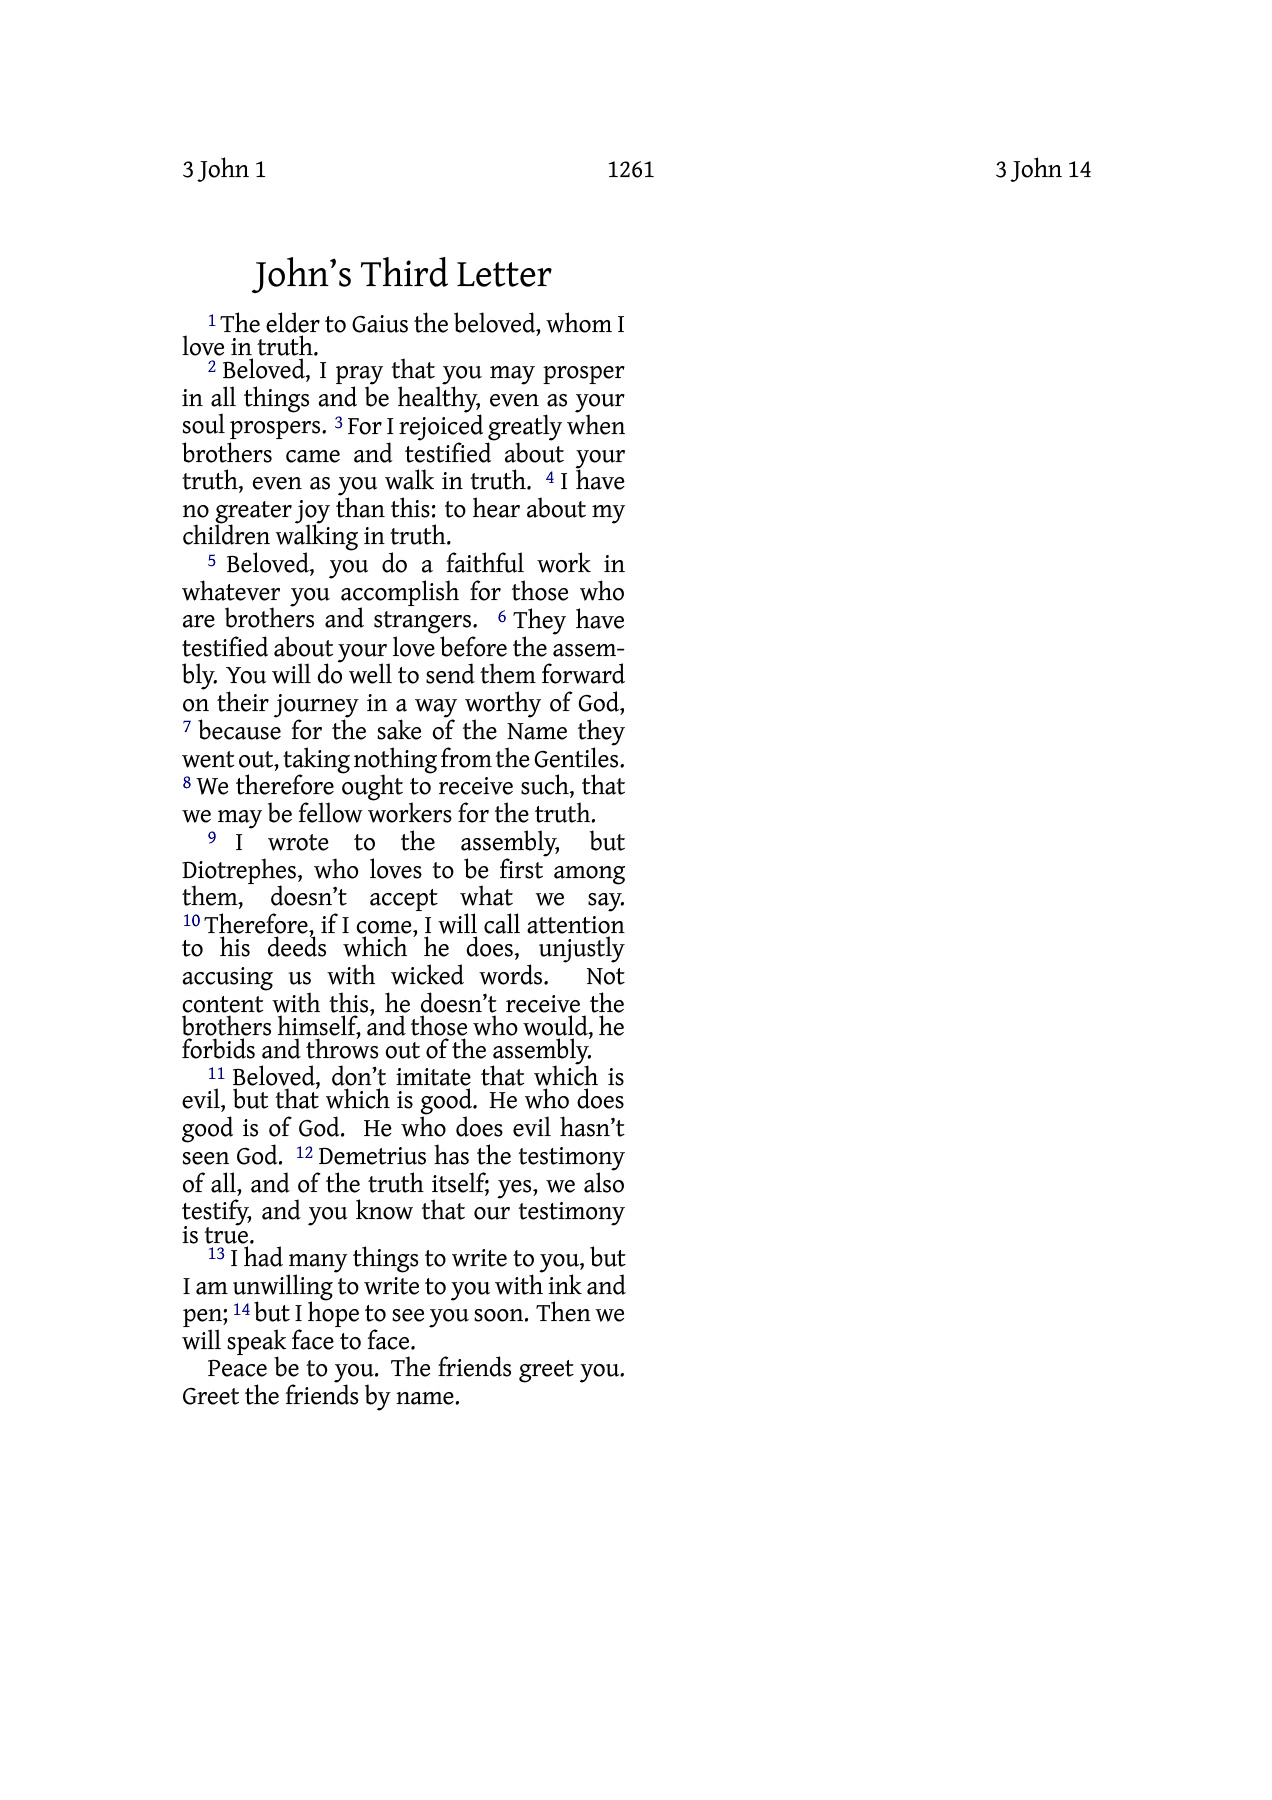 3 John 1 1261 3 John 14
John’s Third Letter
1 The elder to Gaius the beloved, whom I
love in truth.
2 Beloved, I pray that you may prosper
in all things and be healthy, even as your
soul prospers. 3 For I rejoiced greatly when
brothers came and testified about your
truth, even as you walk in truth. 4 I have
no greater joy than this: to hear about my
children walking in truth.
5 Beloved, you do a faithful work in
whatever you accomplish for those who
are brothers and strangers. 6 They have
testified about your love before the assem-
bly. You will do well to send them forward
on their journey in a way worthy of God,
7 because for the sake of the Name they
went out, taking nothing from the Gentiles.
8 We therefore ought to receive such, that
we may be fellow workers for the truth.
9 I wrote to the assembly, but
Diotrephes, who loves to be first among
them, doesn’t accept what we say.
10 Therefore, if I come, I will call attention
to his deeds which he does, unjustly
accusing us with wicked words. Not
content with this, he doesn’t receive the
brothers himself, and those who would, he
forbids and throws out of the assembly.
11 Beloved, don’t imitate that which is
evil, but that which is good. He who does
good is of God. He who does evil hasn’t
seen God. 12 Demetrius has the testimony
of all, and of the truth itself; yes, we also
testify, and you know that our testimony
is true.
13 I had many things to write to you, but
I am unwilling to write to you with ink and
pen; 14 but I hope to see you soon. Then we
will speak face to face.
Peace be to you. The friends greet you.
Greet the friends by name.